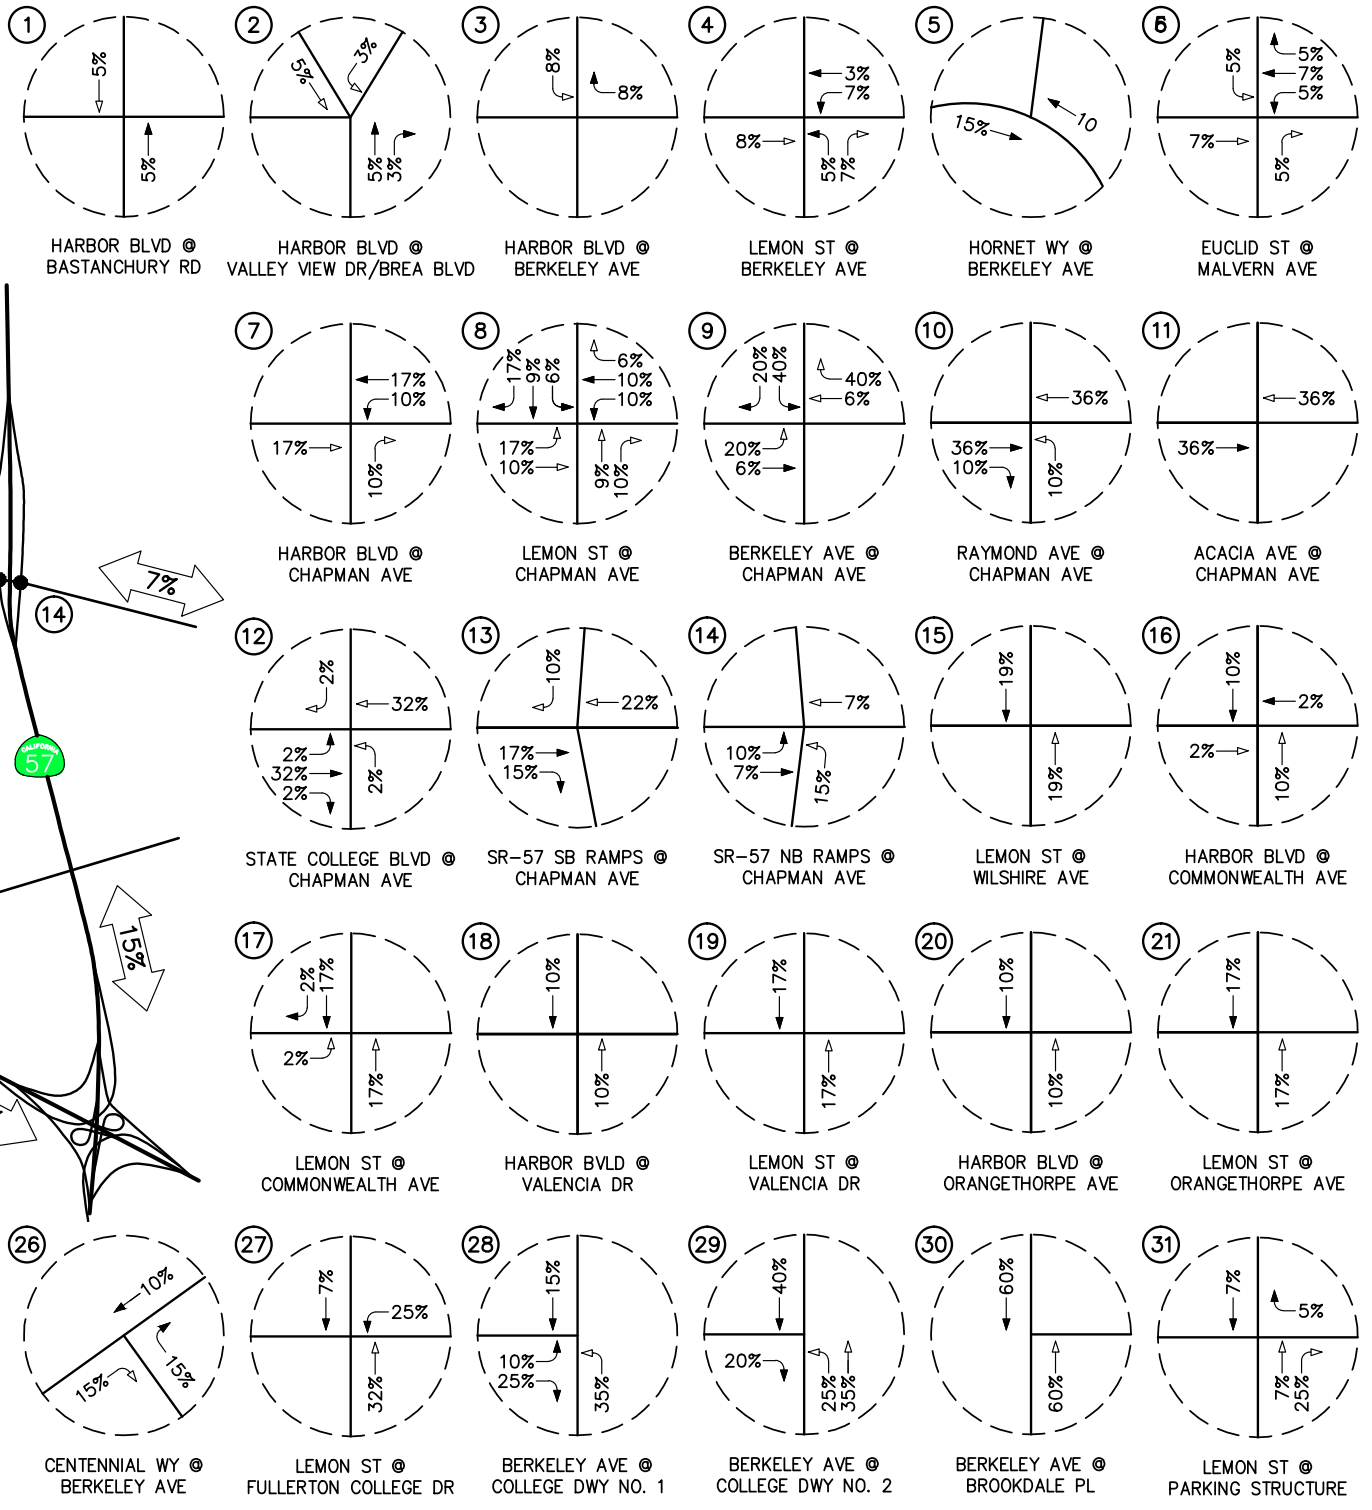 1
5%
5%
HARBOR BLVD @
BASTANCHURY RD
2
5%
3%
5%
3%
HARBOR BLVD @
VALLEY VIEW DR/BREA BLVD
3
8%
8%
HARBOR BLVD @
BERKELEY AVE
4
3%
7%
8%
5%
7%
LEMON ST @
BERKELEY AVE
5
15%
10
HORNET WY @
BERKELEY AVE
5%
5%
7%
5%
7%
5%
EUCLID ST @
MALVERN AVE
7
17%
10%
17%
10%
HARBOR BLVD @
CHAPMAN AVE
8
17%
9%
6%
6%
10%
10%
17%
10%
9%
10%
LEMON ST @
CHAPMAN AVE
9
20%
40%
40%
6%
20%
6%
BERKELEY AVE @
CHAPMAN AVE
10
36%
36%
10%
10%
RAYMOND AVE @
CHAPMAN AVE
11
36%
36%
ACACIA AVE @
CHAPMAN AVE
7%
14
12
2%
32%
2%
32%
2%
2%
STATE COLLEGE BLVD @
CHAPMAN AVE
13
10%
22%
17%
15%
SR-57 SB RAMPS @
CHAPMAN AVE
14
7%
10%
7%
15%
SR-57 NB RAMPS @
CHAPMAN AVE
15
19%
19%
LEMON ST @
WILSHIRE AVE
16
10%
2%
2%
10%
HARBOR BLVD @
COMMONWEALTH AVE
CALIFORNIA
57
15%
17
2%
17%
2%
17%
LEMON ST @
COMMONWEALTH AVE
18
10%
10%
HARBOR BVLD @
VALENCIA DR
19
17%
17%
LEMON ST @
VALENCIA DR
20
10%
10%
HARBOR BLVD @
ORANGETHORPE AVE
21
17%
17%
LEMON ST @
ORANGETHORPE AVE
26
10%
15%
15%
CENTENNIAL WY @
BERKELEY AVE
27
7%
25%
32%
LEMON ST @
FULLERTON COLLEGE DR
28
15%
10%
25%
35%
BERKELEY AVE @
COLLEGE DWY NO. 1
29
40%
20%
25%
35%
BERKELEY AVE @
COLLEGE DWY NO. 2
30
60%
60%
BERKELEY AVE @
BROOKDALE PL
31
7%
5%
7%
25%
LEMON ST @
PARKING STRUCTURE